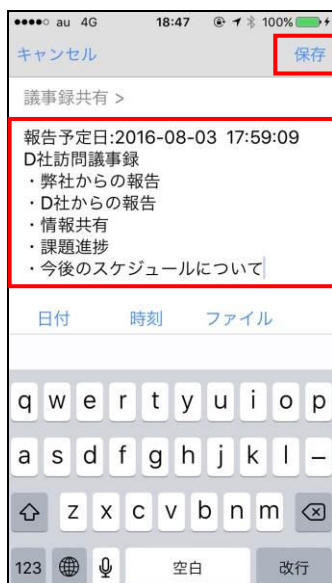 au 4G 18:47 100%
キャンセル 保存
議事録共有 >
報告予定日:2016-08-03 17:59:09
D社訪問議事録
・弊社からの報告
・D社からの報告
・情報共有
・課題進捗
・今後のスケジュールについて
日付 時刻 ファイル
q w e r t y u i o p
a s d f g h j k l ー
z x c v b n m
123 空白 改行